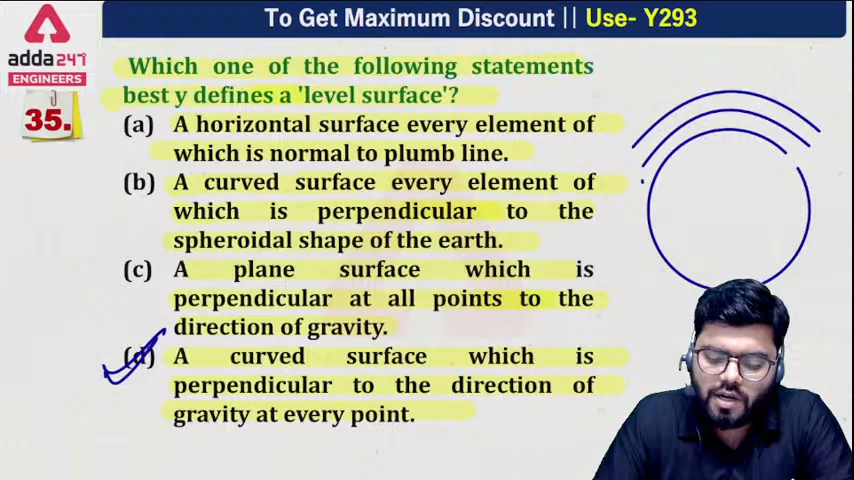 To Get Maximum Discount || Use- Y293
adda247
ENGINEERS
35.
Which one of the following statements
best y defines a 'level surface'?
(a) A horizontal surface every element of
which is normal to plumb line.
(b) A curved surface every element of
which is perpendicular to the
spheroidal shape of the earth.
(c) A plane surface which is
perpendicular at all points to the
direction of gravity.
(d) A curved surface which is
perpendicular to the direction of
gravity at every point.